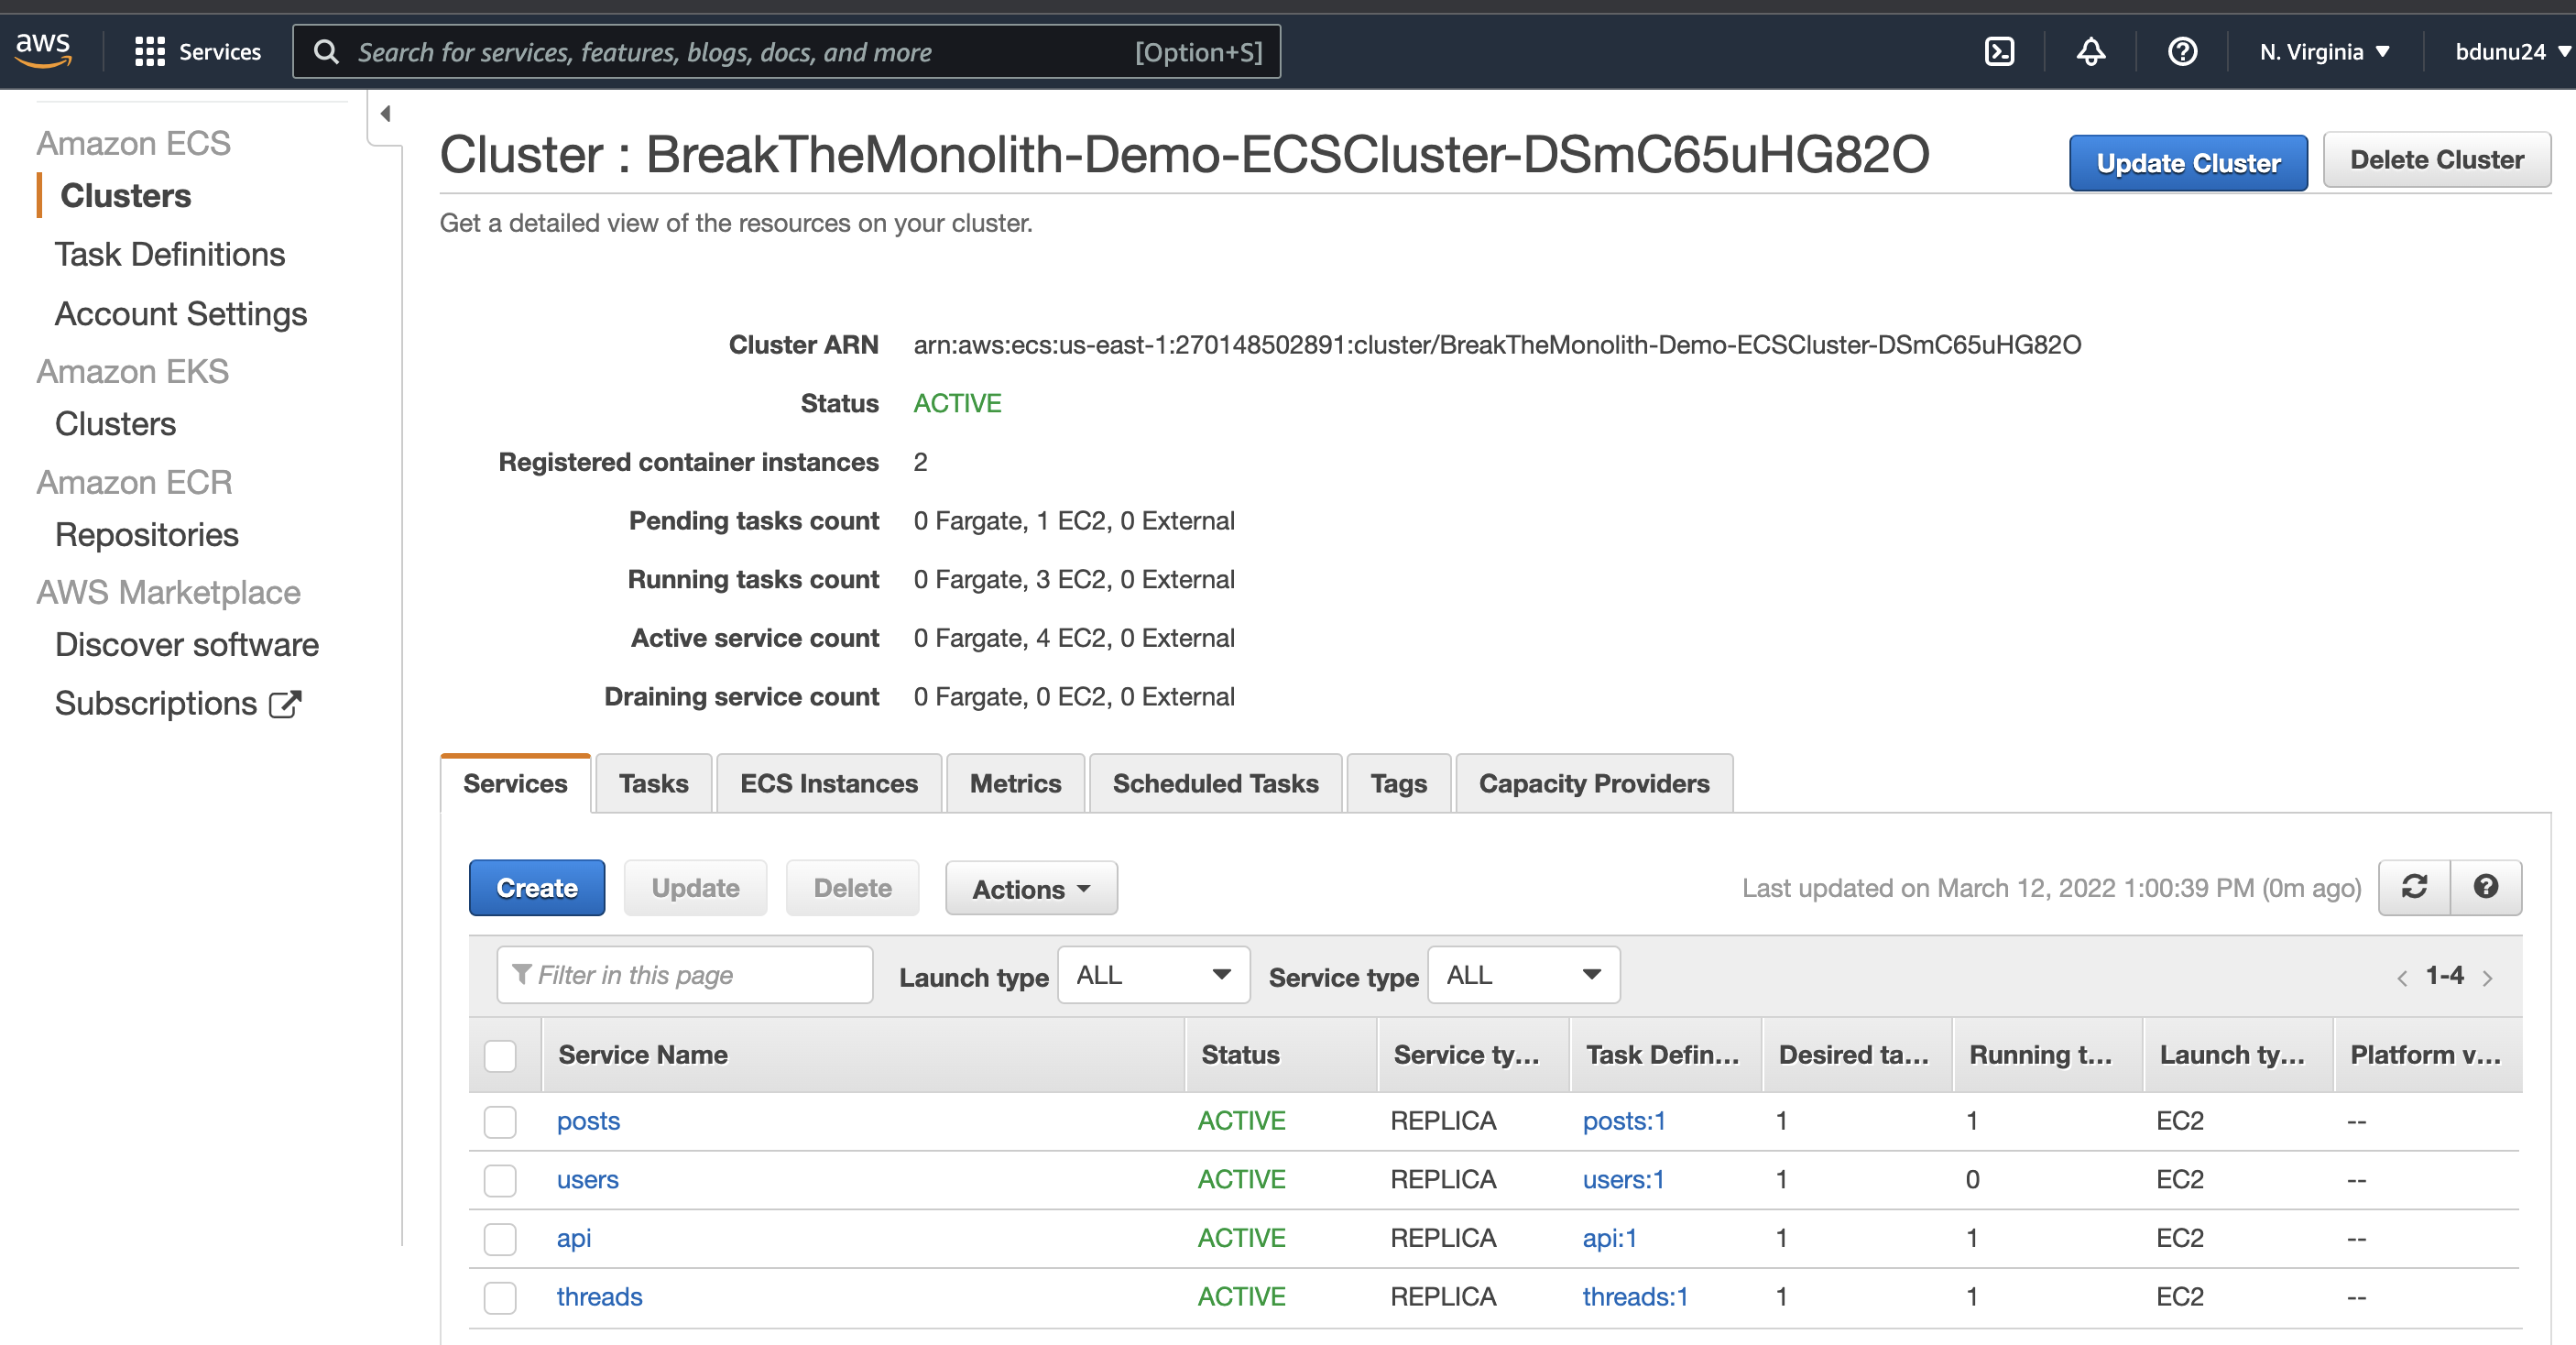 aws
Services
Search for services, features, blogs, docs, and more [Option+S]
N. Virginia
bdunu24
Amazon ECS
Clusters
Task Definitions
Account Settings
Amazon EKS
Clusters
Amazon ECR
Repositories
AWS Marketplace
Discover software
Subscriptions
Cluster : BreakTheMonolith-Demo-ECSCluster-DSmC65uHG82O
Update Cluster
Delete Cluster
Get a detailed view of the resources on your cluster.
Cluster ARN arn:aws:ecs:us-east-1:270148502891:cluster/BreakTheMonolith-Demo-ECSCluster-DSmC65uHG82O
Status ACTIVE
Registered container instances 2
Pending tasks count 0 Fargate, 1 EC2, 0 External
Running tasks count 0 Fargate, 3 EC2, 0 External
Active service count 0 Fargate, 4 EC2, 0 External
Draining service count 0 Fargate, 0 EC2, 0 External
Services Tasks ECS Instances Metrics Scheduled Tasks Tags Capacity Providers
Create Update Delete Actions Last updated on March 12, 2022 1:00:39 PM (0m ago)
Filter in this page Launch type ALL Service type ALL 1-4
Service Name Status Service ty... Task Defin... Desired ta... Running t... Launch ty... Platform v...
posts ACTIVE REPLICA posts:1 1 1 EC2 --
users ACTIVE REPLICA users:1 1 0 EC2 --
api ACTIVE REPLICA api:1 1 1 EC2 --
threads ACTIVE REPLICA threads:1 1 1 EC2 --